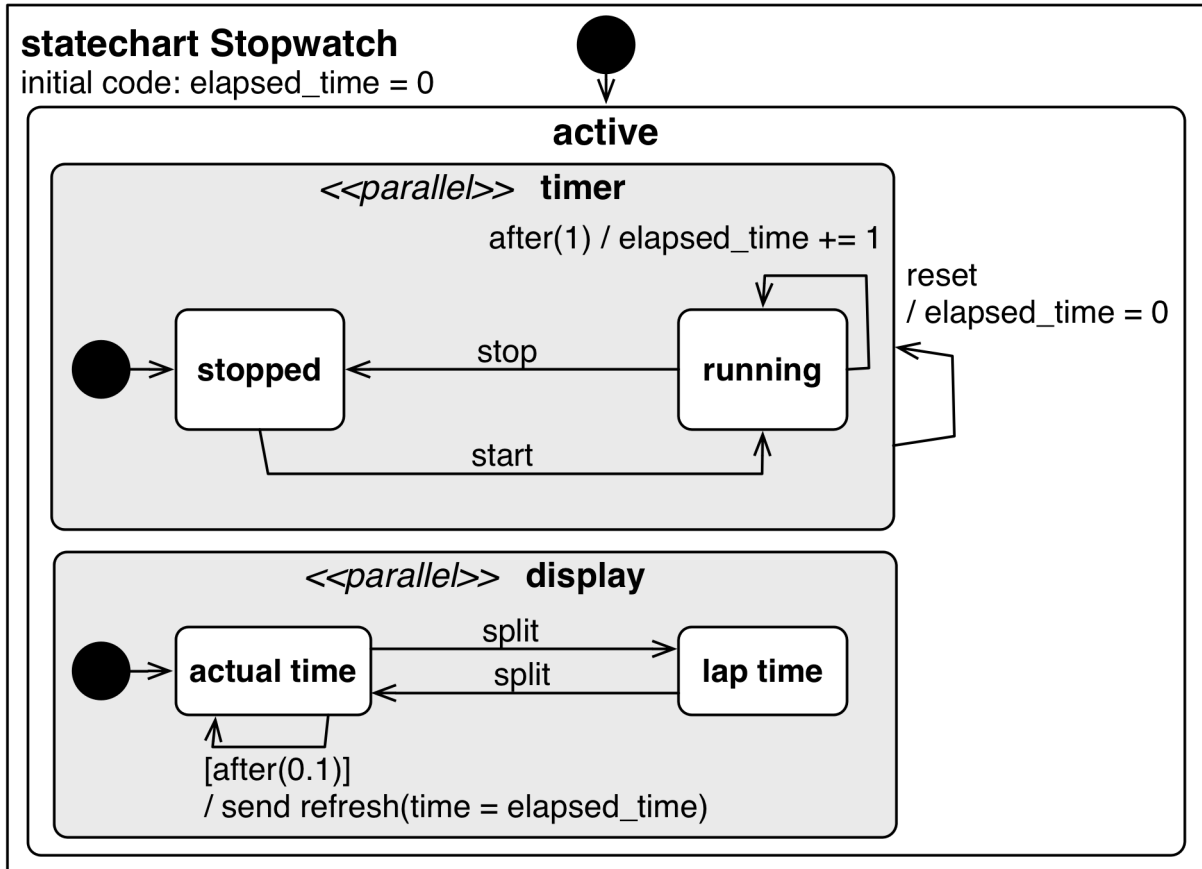 statechart Stopwatch
initial code: elapsed_time = 0
active
<<parallel>> timer
after(1) / elapsed_time += 1
reset
/ elapsed_time = 0
stopped
stop
running
start
<<parallel>> display
actual time
split
split
lap time
[after(0.1)]
/ send refresh(time = elapsed_time)